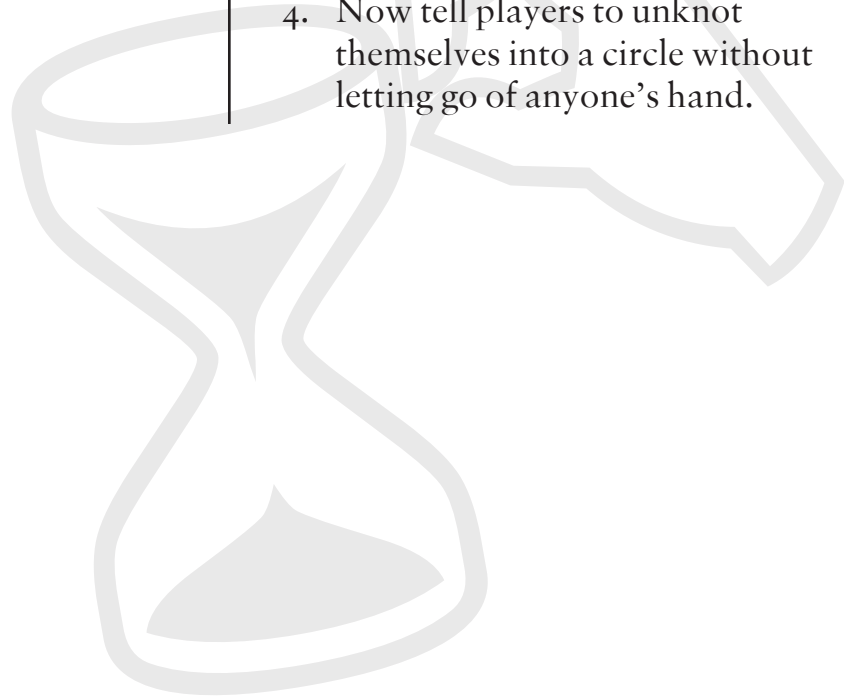 4. Now tell players to unknot
themselves into a circle without
letting go of anyone’s hand.